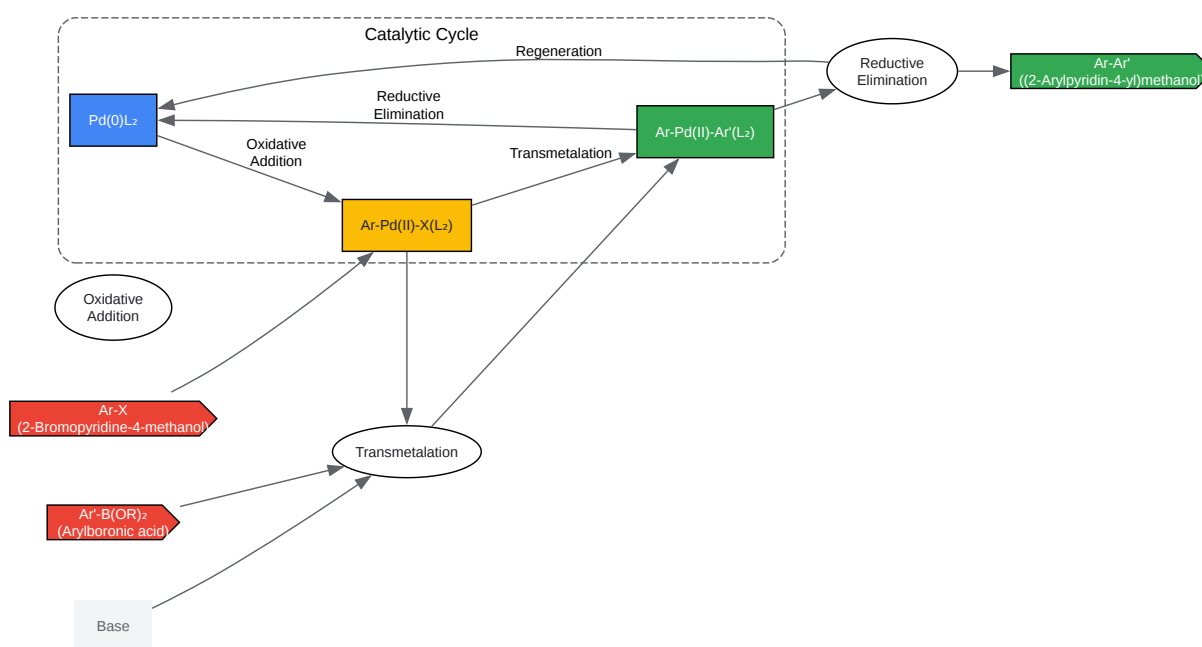 Catalytic Cycle
Regeneration
Reductive
Elimination
Ar-Ar'
((2-Arylpyridin-4-yl)methanol)
Pd(0)L₂
Reductive
Elimination
Ar-Pd(II)-Ar'(L₂)
Oxidative
Addition
Transmetalation
Ar-Pd(II)-X(L₂)
Oxidative
Addition
Ar-X
(2-Bromopyridine-4-methanol)
Transmetalation
Ar'-B(OR)₂
(Arylboronic acid)
Base